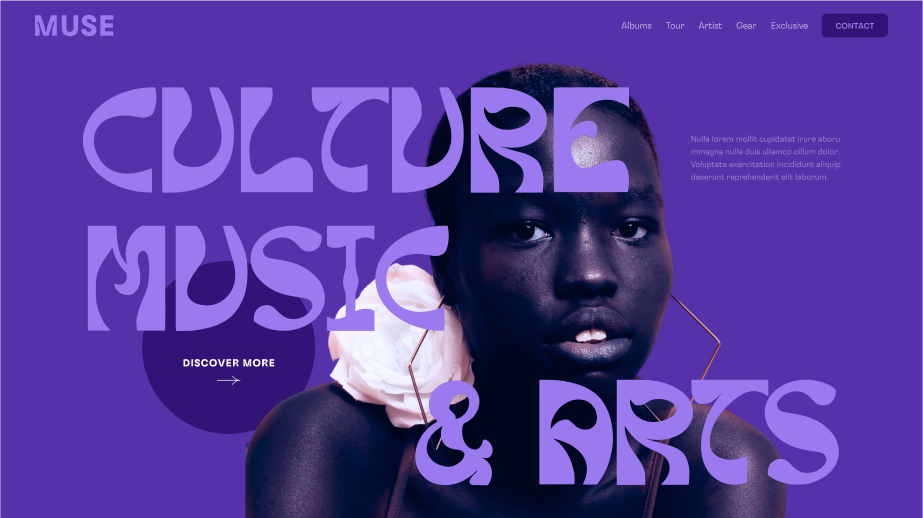 MUSE
Albums Tour Artist Gear Exclusive CONTACT
CULTURE
Nulla lorem mollit cupidatat irure aboru
mmagna nulla duis ullamco cillum dolor.
Voluptate exercitation incididunt aliquip
deserunt reprehenderit elit laborum.
MUSIC
DISCOVER MORE
& ARTS